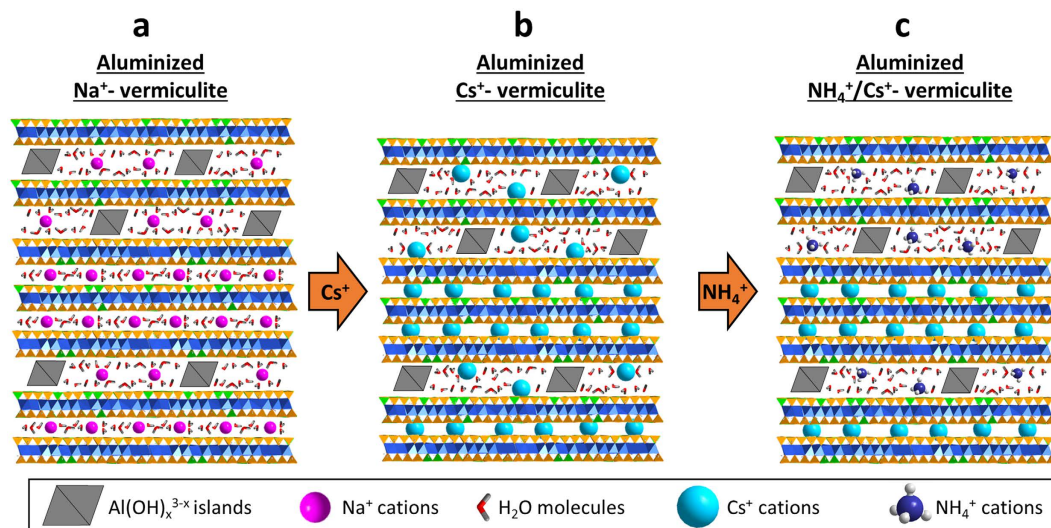 a
Aluminized
Na⁺- vermiculite
b
Aluminized
Cs⁺- vermiculite
c
Aluminized
NH₄⁺/Cs⁺- vermiculite
Cs⁺
NH₄⁺
Al(OH)ₓ³⁻ˣ islands
Na⁺ cations
H₂O molecules
Cs⁺ cations
NH₄⁺ cations